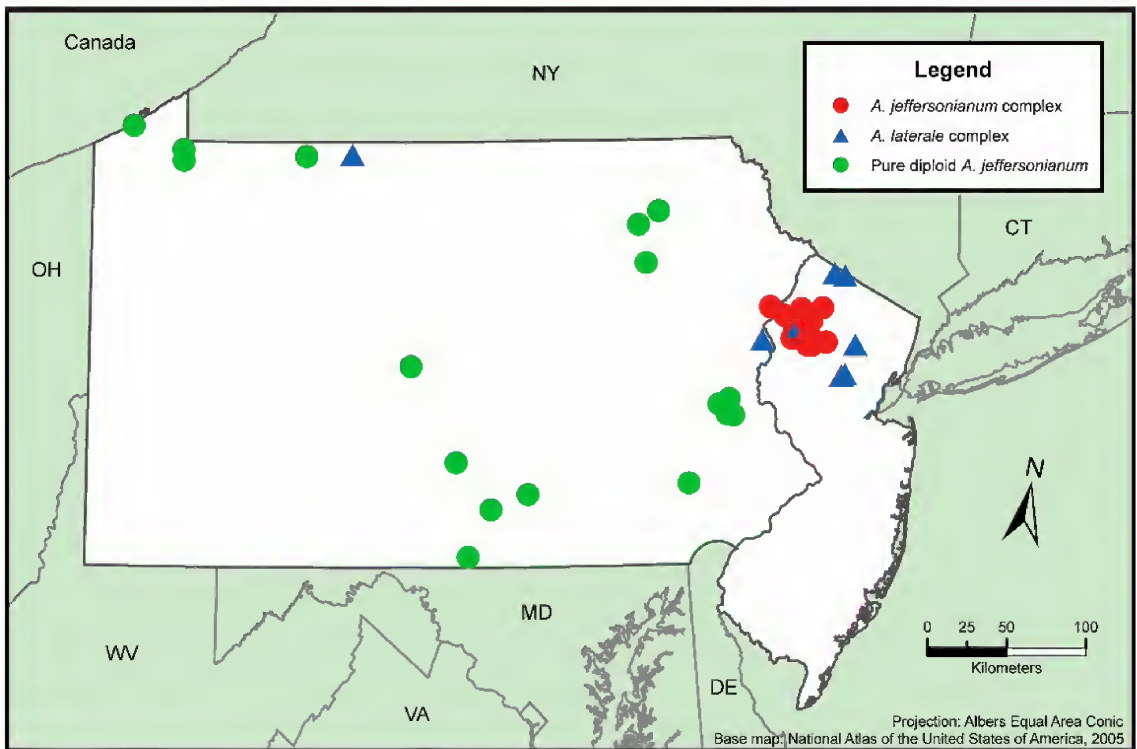 Canada
NY
Legend
A. jeffersonianum complex
A. laterale complex
Pure diploid A. jeffersonianum
CT
OH
N
MD
WV
DE
VA
0 25 50 100
Kilometers
Projection: Albers Equal Area Conic
Base map: National Atlas of the United States of America, 2005